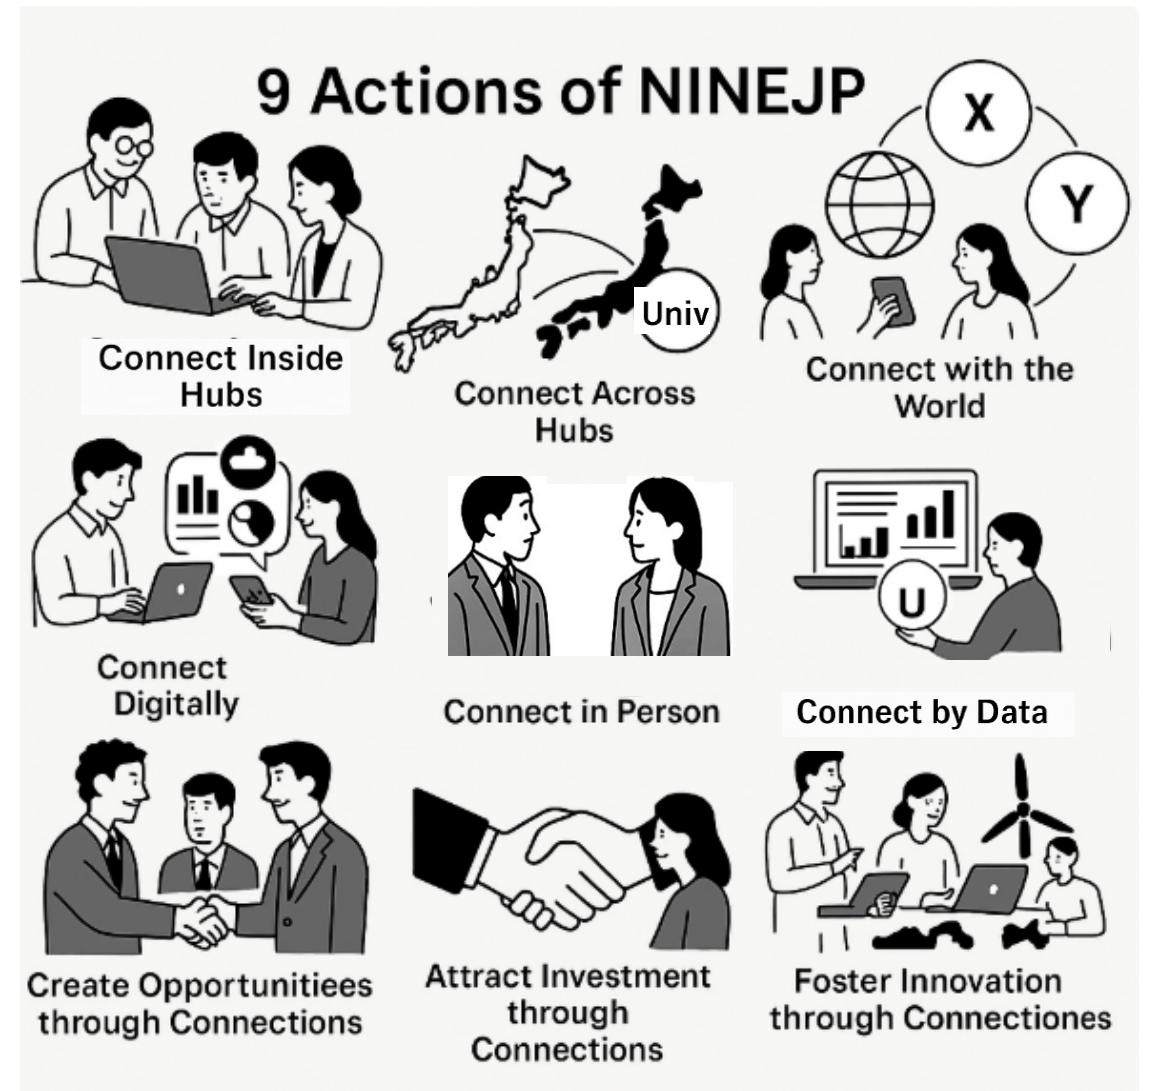 9 Actions of NINEJP
X
Y
Univ
Connect Inside
Hubs
Connect Across
Hubs
Connect with the
World
U
Connect
Digitally
Connect in Person
Connect by Data
Create Opportunitiees
through Connections
Attract Investment
through
Connections
Foster Innovation
through Connectiones